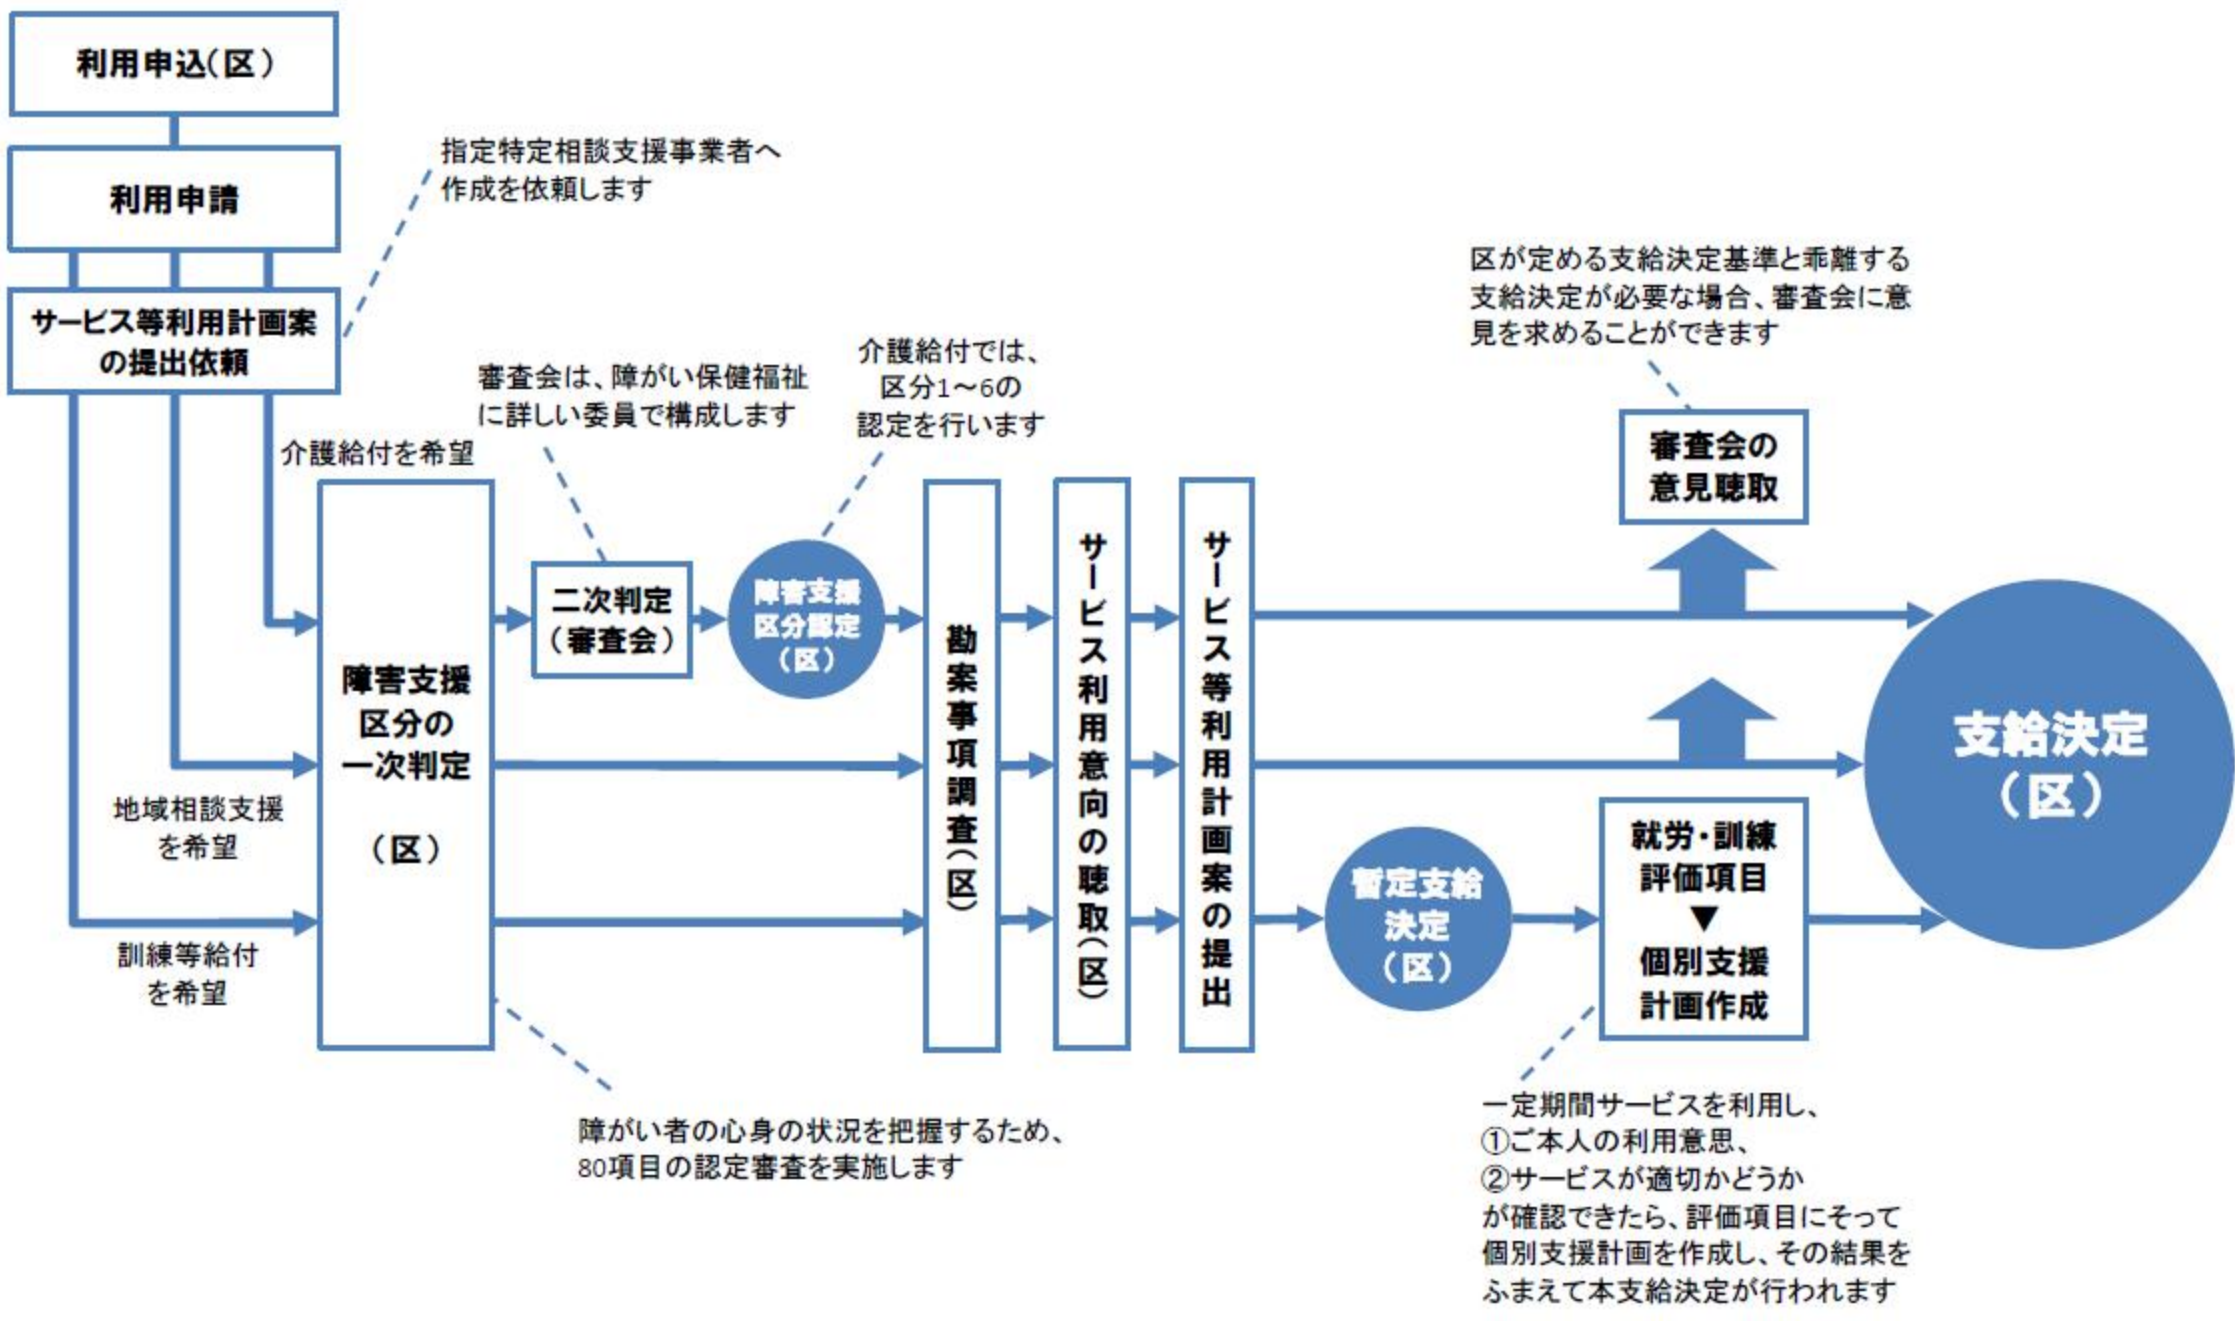 利用申込(区)
利用申請
サービス等利用計画案
の提出依頼
指定特定相談支援事業者へ
作成を依頼します
介護給付を希望
地域相談支援
を希望
訓練等給付
を希望
障害支援
区分の
一次判定
(区)
障がい者の心身の状況を把握するため、
80項目の認定審査を実施します
審査会は、障がい保健福祉
に詳しい委員で構成します
二次判定
(審査会)
介護給付では、
区分1～6の
認定を行います
障害支援
区分認定
(区)
勘案事項調査(区)
サービス利用意向の聴取(区)
サービス等利用計画案の提出
区が定める支給決定基準と乖離する
支給決定が必要な場合、審査会に意
見を求めることができます
審査会の
意見聴取
暫定支給
決定
(区)
就労・訓練
評価項目
▼
個別支援
計画作成
一定期間サービスを利用し、
①ご本人の利用意思、
②サービスが適切かどうか
が確認できたら、評価項目にそって
個別支援計画を作成し、その結果を
ふまえて本支給決定が行われます
支給決定
(区)